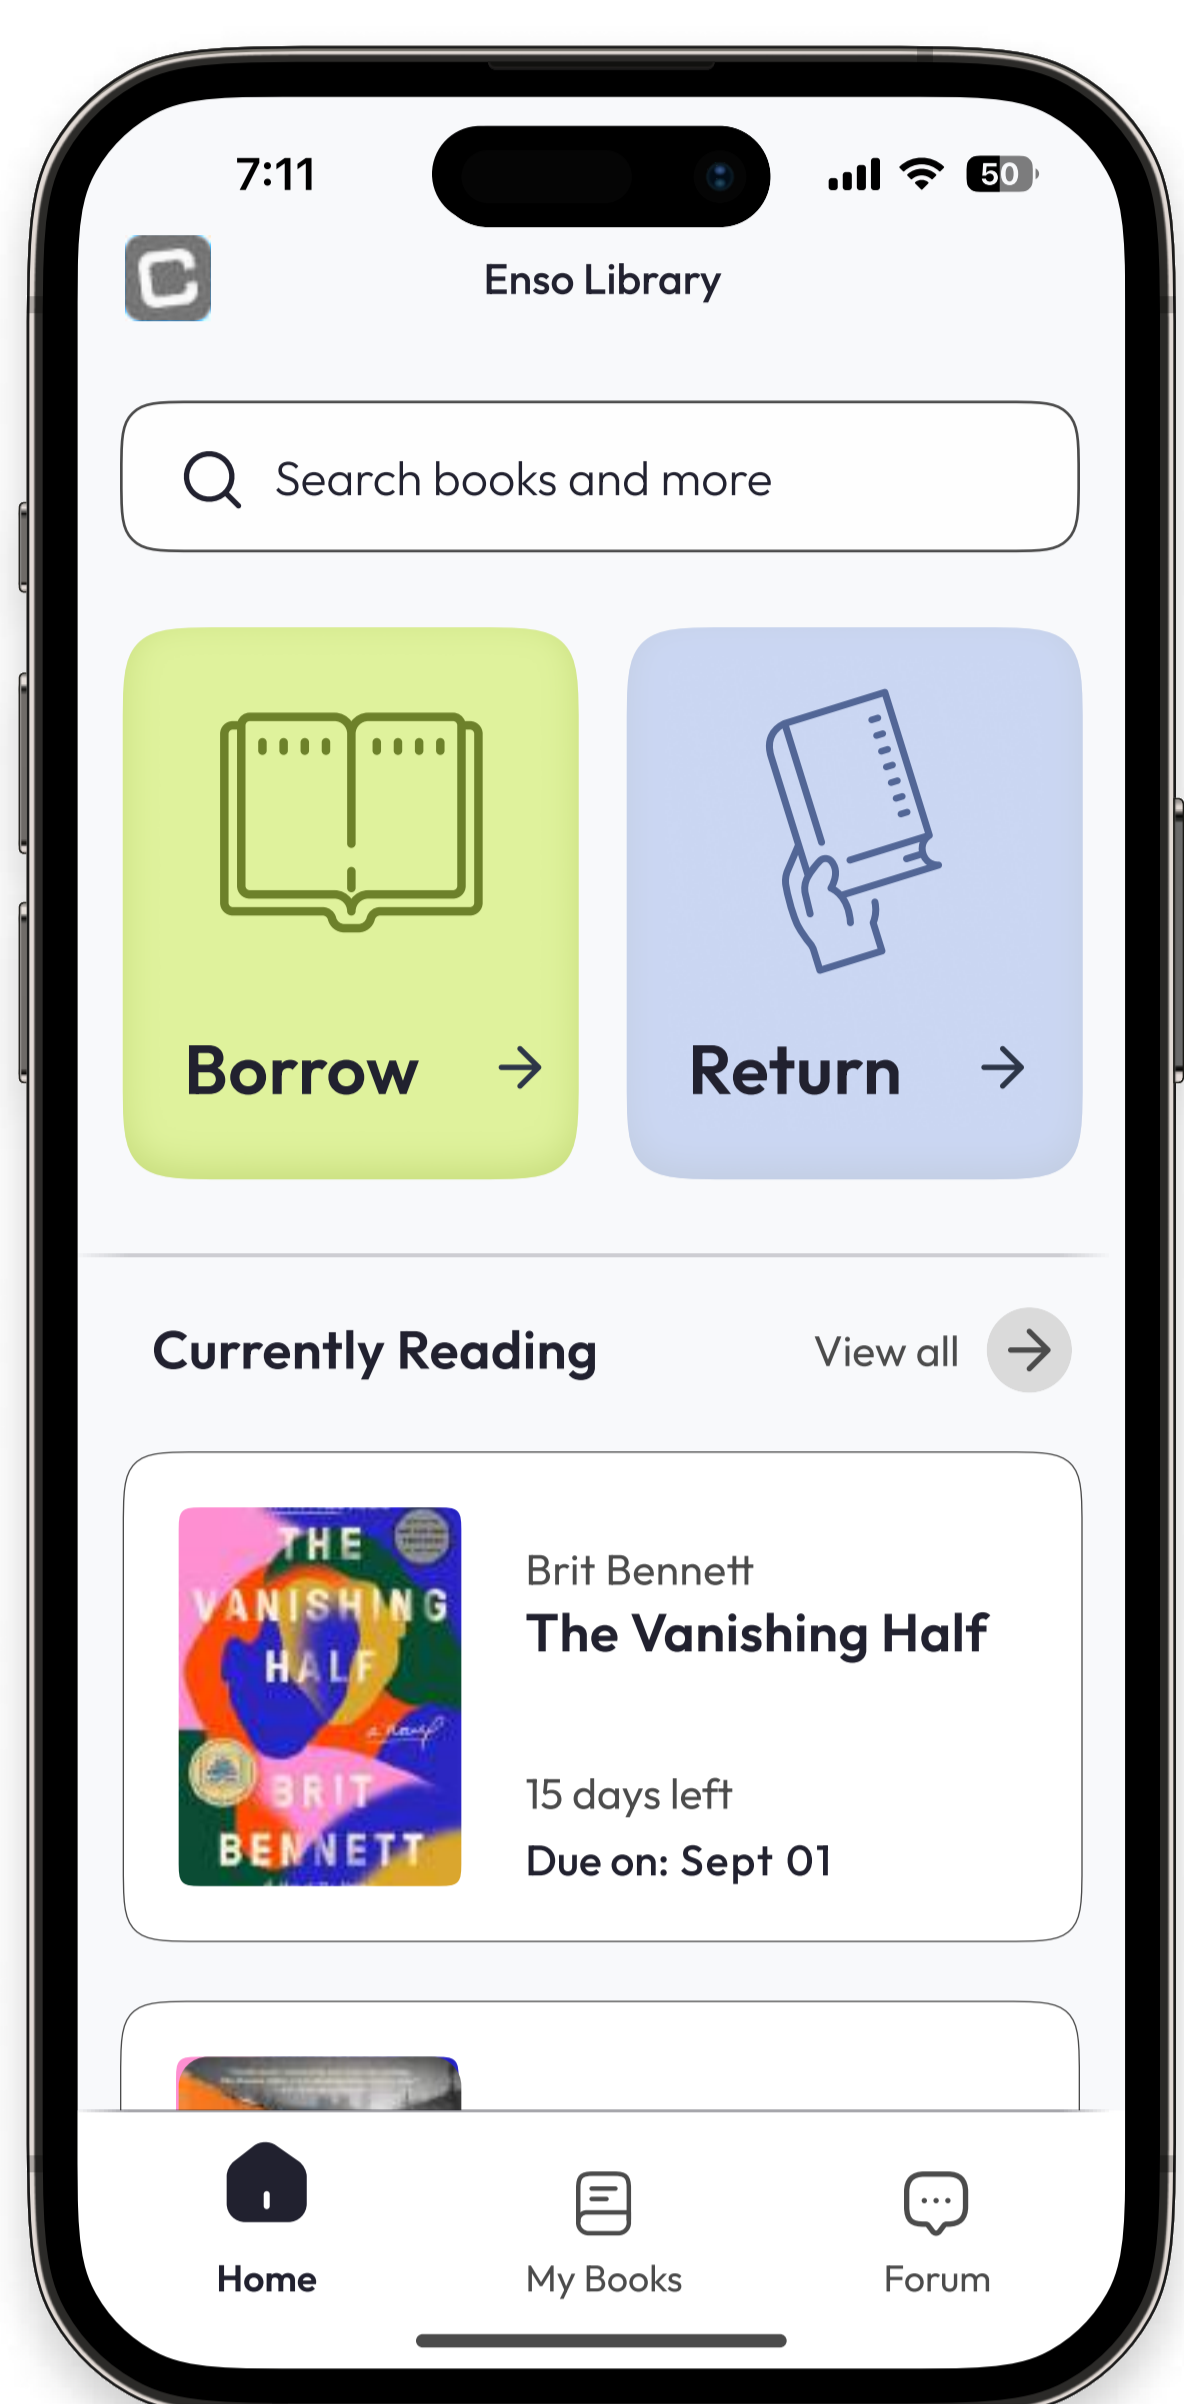 7:11
50
C
Enso Library
Search books and more
Borrow
Return
Currently Reading
View all
THE
VANISHING
HALF
a novel
BRIT
BENNETT
Brit Bennett
The Vanishing Half
15 days left
Due on: Sept 01
Home
My Books
Forum